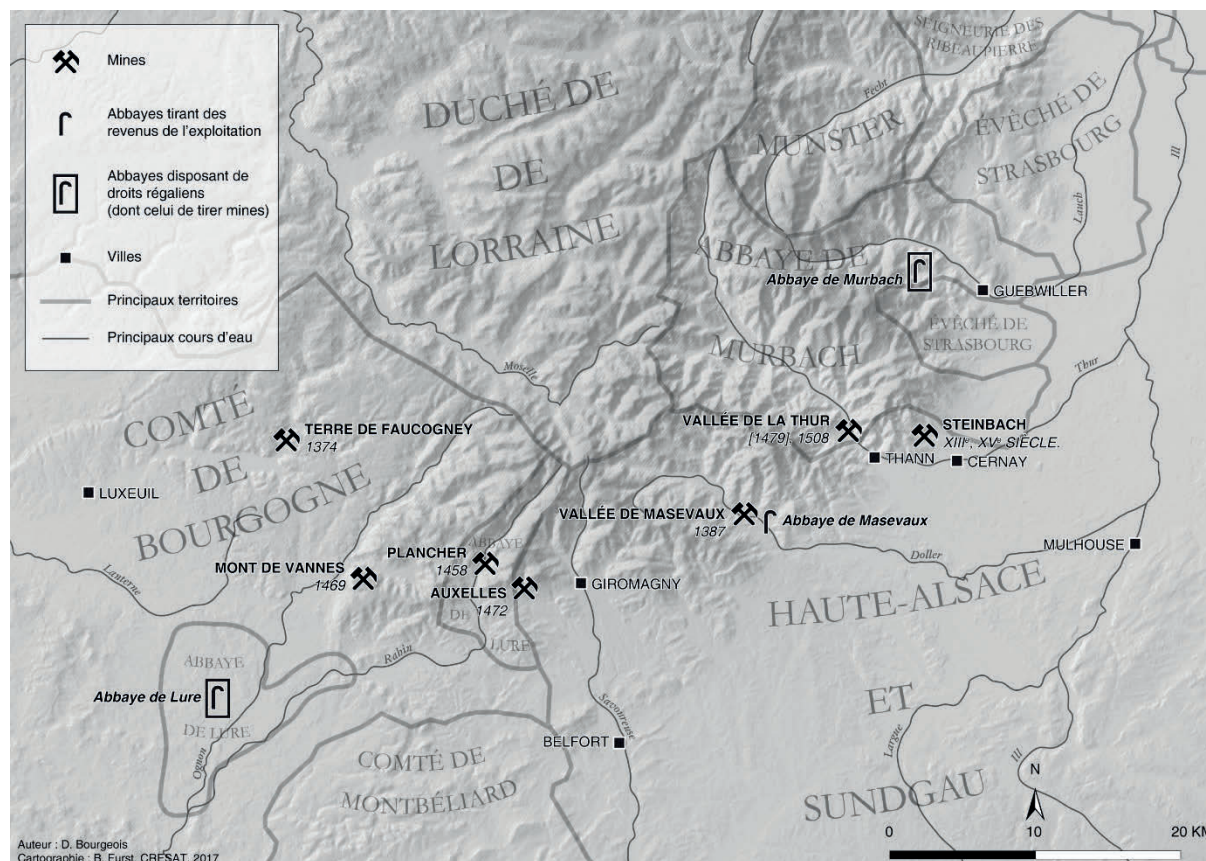 Mines
Abbayes tirant des
revenus de l'exploitation
Abbayes disposant de
droits régaliens
(dont celui de tirer mines)
Villes
Principaux territoires
Principaux cours d'eau
SEIGNEURIE DES
RIBEAUPIERRE
DUCHÉ DE
DE
LORRAINE
Fecht
MUNSTER
ÉVÊCHÉ DE
STRASBOURG
Ill
Lauch
ABBAYE DE
MURBACH
Abbaye de Murbach
GUEBWILLER
ÉVÊCHÉ DE
STRASBOURG
Moselle
Thur
COMTÉ
DE
BOURGOGNE
TERRE DE FAUCOGNEY
1374
VALLÉE DE LA THUR
[1479]. 1508
STEINBACH
XIIIe, XVe SIÈCLE.
THANN
CERNAY
LUXEUIL
VALLÉE DE MASEVAUX
1387
Abbaye de Masevaux
Doller
MULHOUSE
Lanterne
MONT DE VANNES
1469
PLANCHER
1458
AUXELLES
1472
ABBAYE
DE
LURE
GIROMAGNY
HAUTE-ALSACE
ET
SUNDGAU
Rahin
ABBAYE
DE LURE
Abbaye de Lure
Ognon
Savoureuse
BELFORT
COMTÉ DE
MONTBÉLIARD
Largue
Ill
N
0
10
20 KM
Auteur : D. Bourgeois
Cartographie : B. Furst, CRESAT, 2017